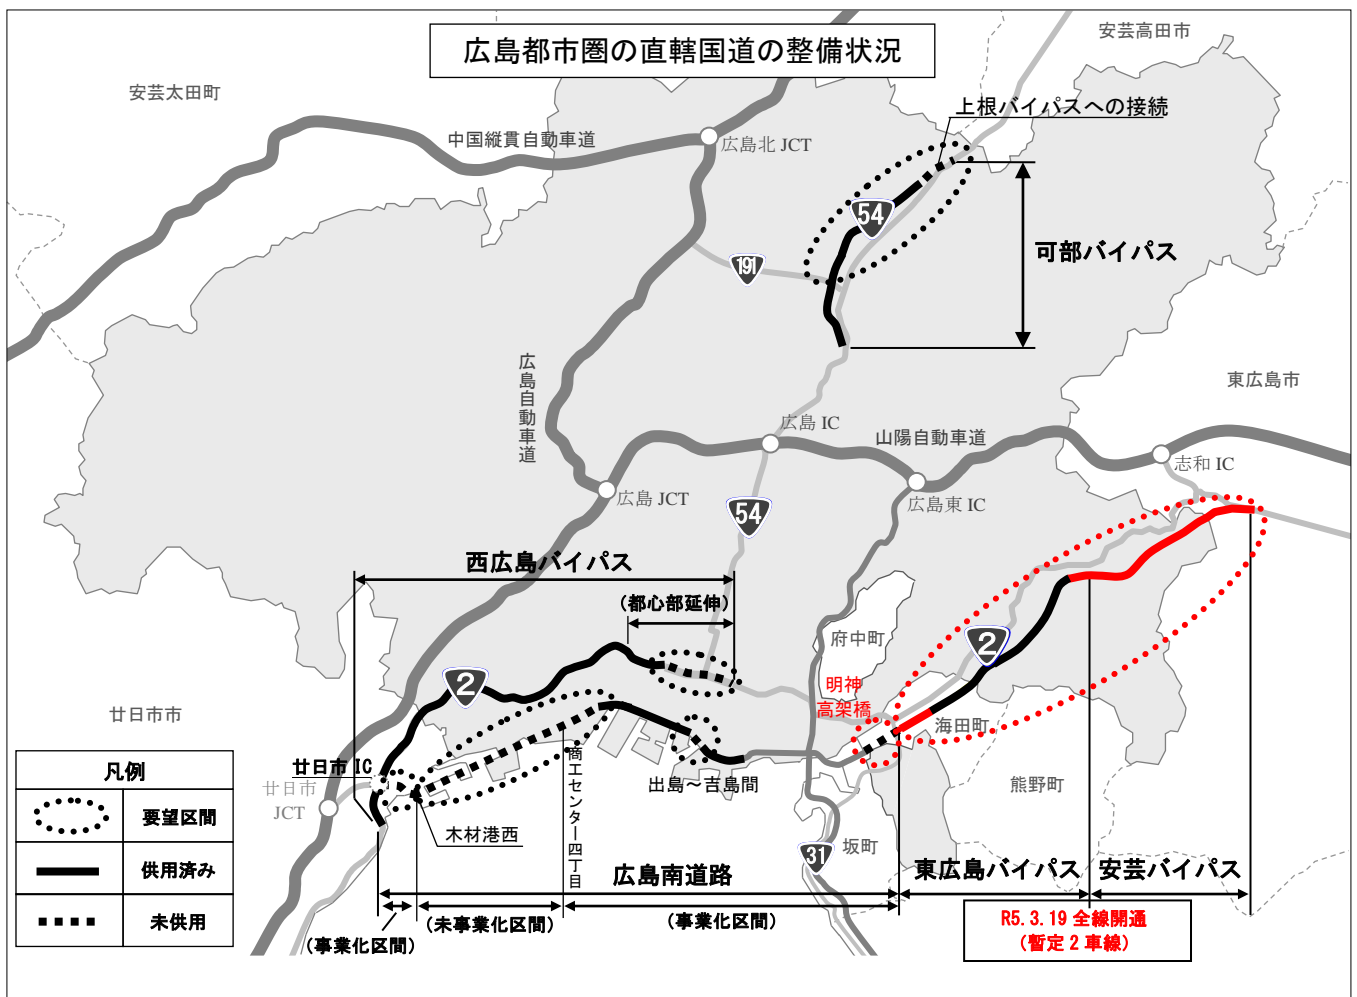 広島都市圏の直轄国道の整備状況
安芸高田市
安芸太田町
上根バイパスへの接続
中国縦貫自動車道
広島北 JCT
54
可部バイパス
191
広島自動車道
東広島市
広島 IC
山陽自動車道
志和 IC
広島 JCT
54
広島東 IC
西広島バイパス
(都心部延伸)
府中町
2
2
明神
高架橋
海田町
廿日市市
廿日市 IC
廿日市
JCT
商工センター四丁目
出島～吉島間
熊野町
木材港西
31
坂町
広島南道路
東広島バイパス
安芸バイパス
(事業化区間)
(未事業化区間)
(事業化区間)
R5.3.19 全線開通
(暫定2車線)
凡例
要望区間
供用済み
未供用